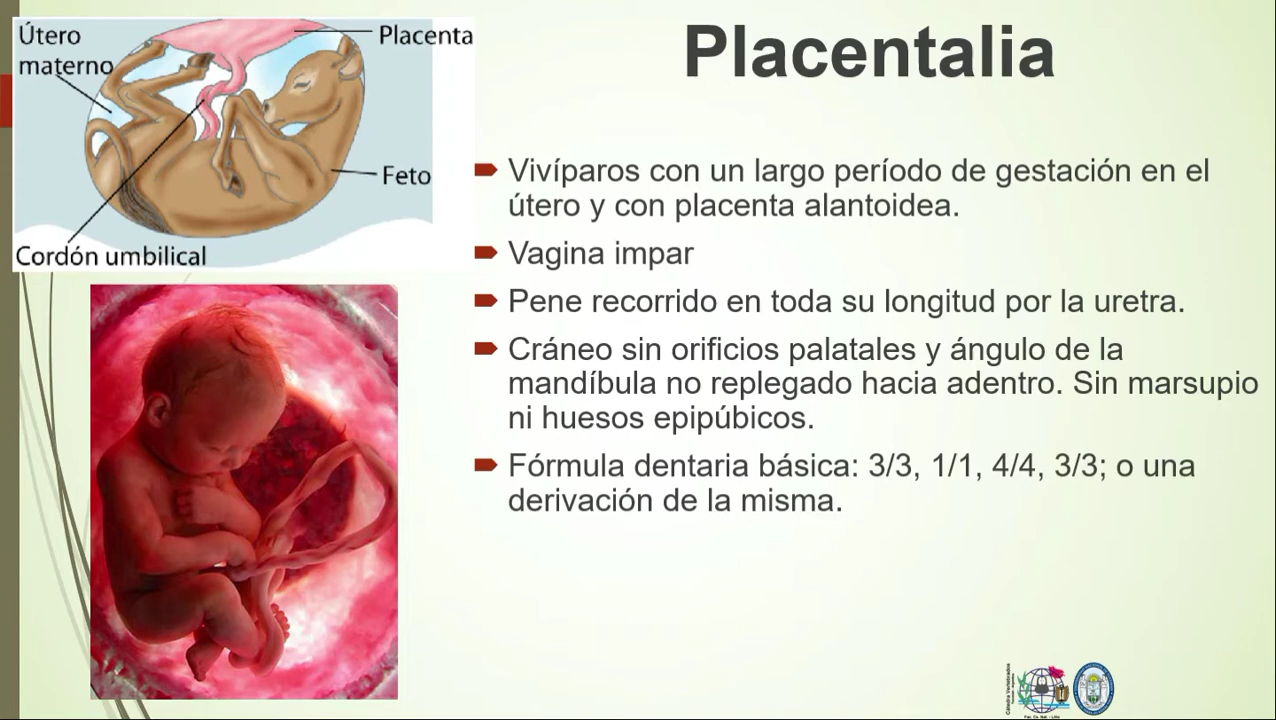 Placentalia
Útero
materno
Placenta
Feto
Cordón umbilical
Vivíparos con un largo período de gestación en el
útero y con placenta alantoidea.
Vagina impar
Pene recorrido en toda su longitud por la uretra.
Cráneo sin orificios palatales y ángulo de la
mandíbula no replegado hacia adentro. Sin marsupio
ni huesos epipúbicos.
Fórmula dentaria básica: 3/3, 1/1, 4/4, 3/3; o una
derivación de la misma.
Cátedra Vertebrados